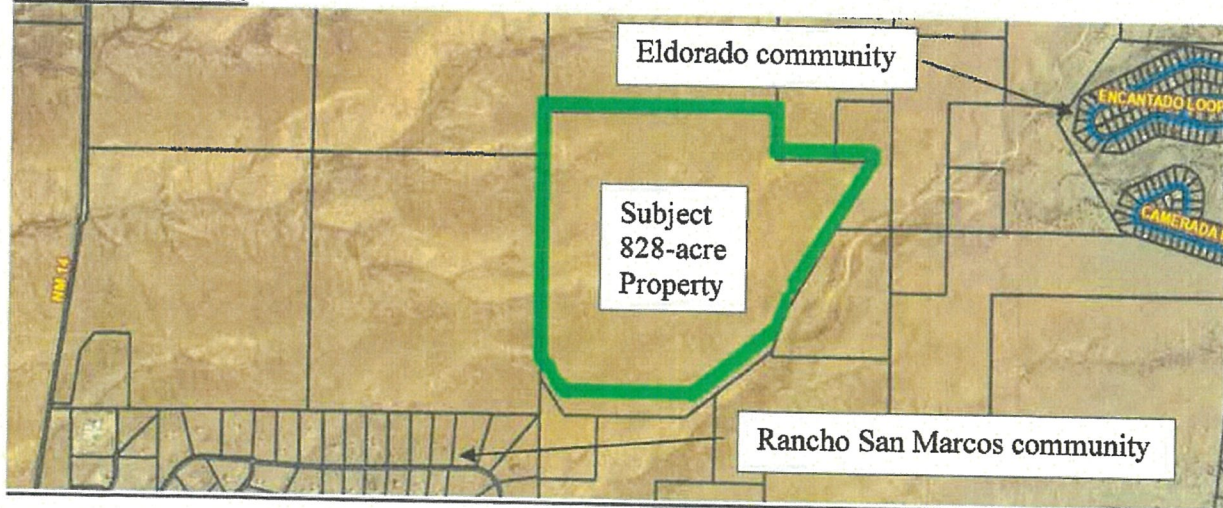 Eldorado community
ENCANTADO LOOP
Subject
828-acre
Property
CAMERADA
NM 14
Rancho San Marcos community